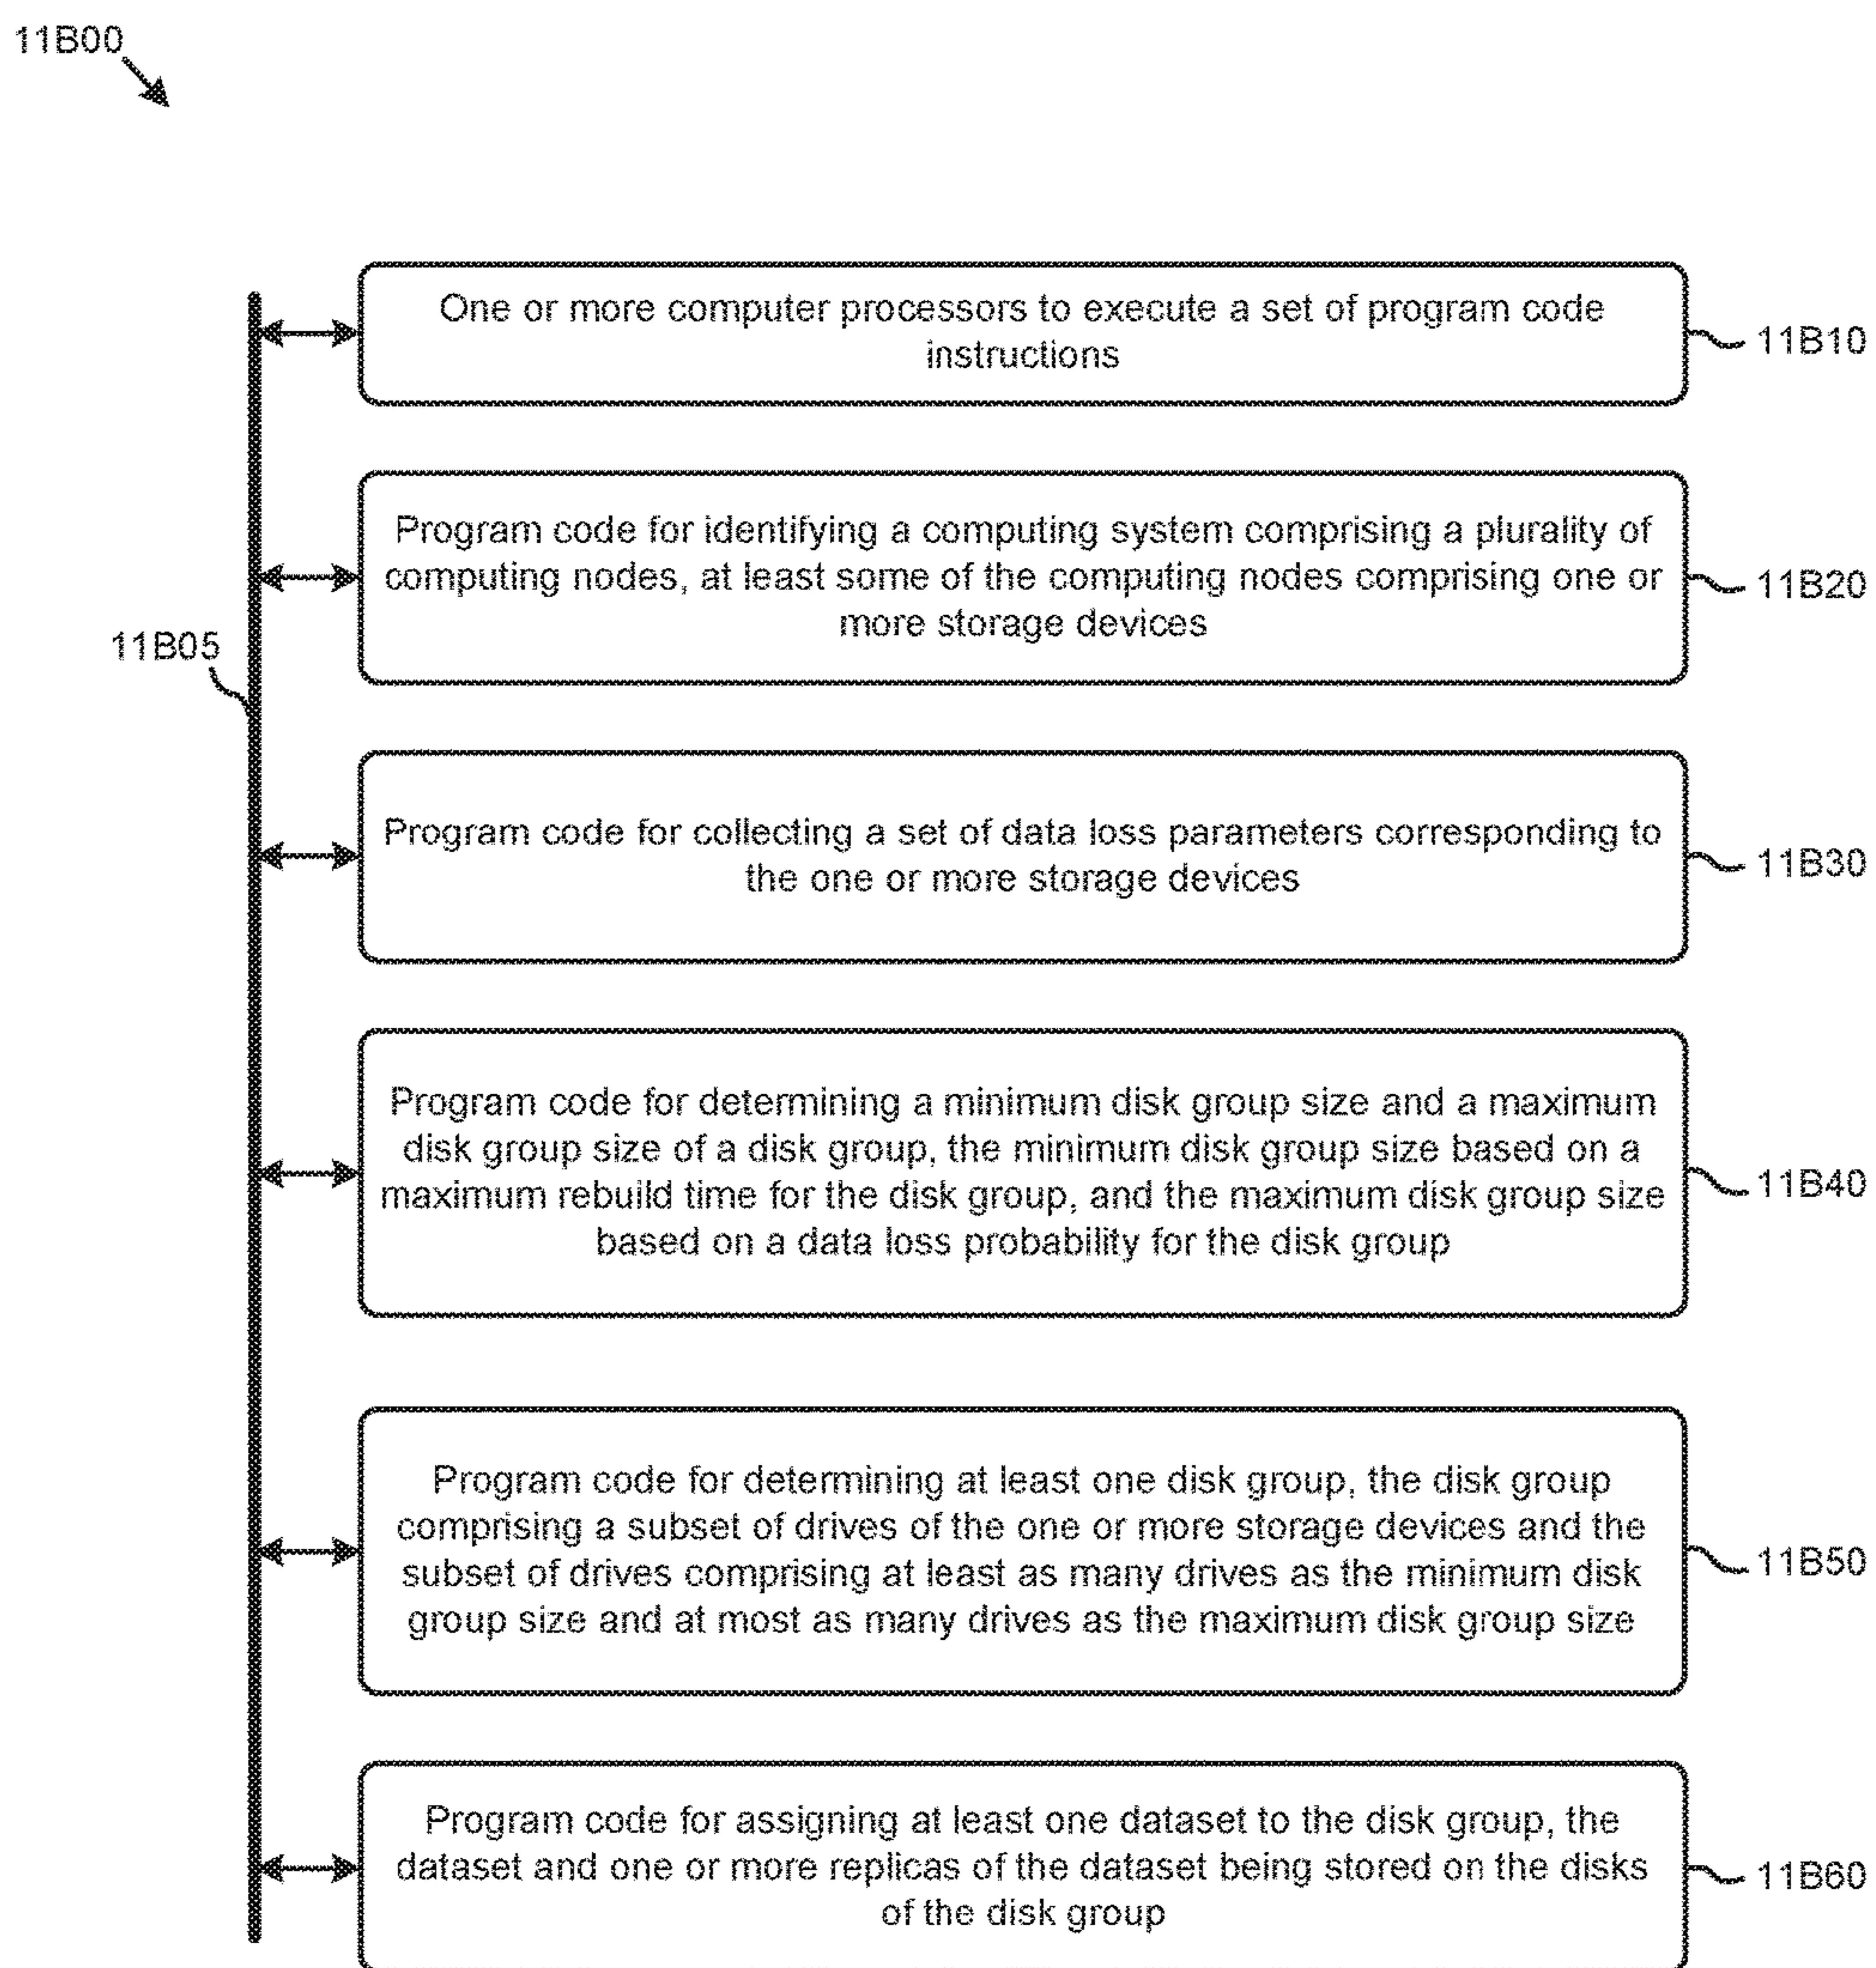 11B00
One or more computer processors to execute a set of program code
instructions
11B10
Program code for identifying a computing system comprising a plurality of
computing nodes, at least some of the computing nodes comprising one or
more storage devices
11B20
11B05
Program code for collecting a set of data loss parameters corresponding to
the one or more storage devices
11B30
Program code for determining a minimum disk group size and a maximum
disk group size of a disk group, the minimum disk group size based on a
maximum rebuild time for the disk group, and the maximum disk group size
based on a data loss probability for the disk group
11B40
Program code for determining at least one disk group, the disk group
comprising a subset of drives of the one or more storage devices and the
subset of drives comprising at least as many drives as the minimum disk
group size and at most as many drives as the maximum disk group size
11B50
Program code for assigning at least one dataset to the disk group, the
dataset and one or more replicas of the dataset being stored on the disks
of the disk group
11B60